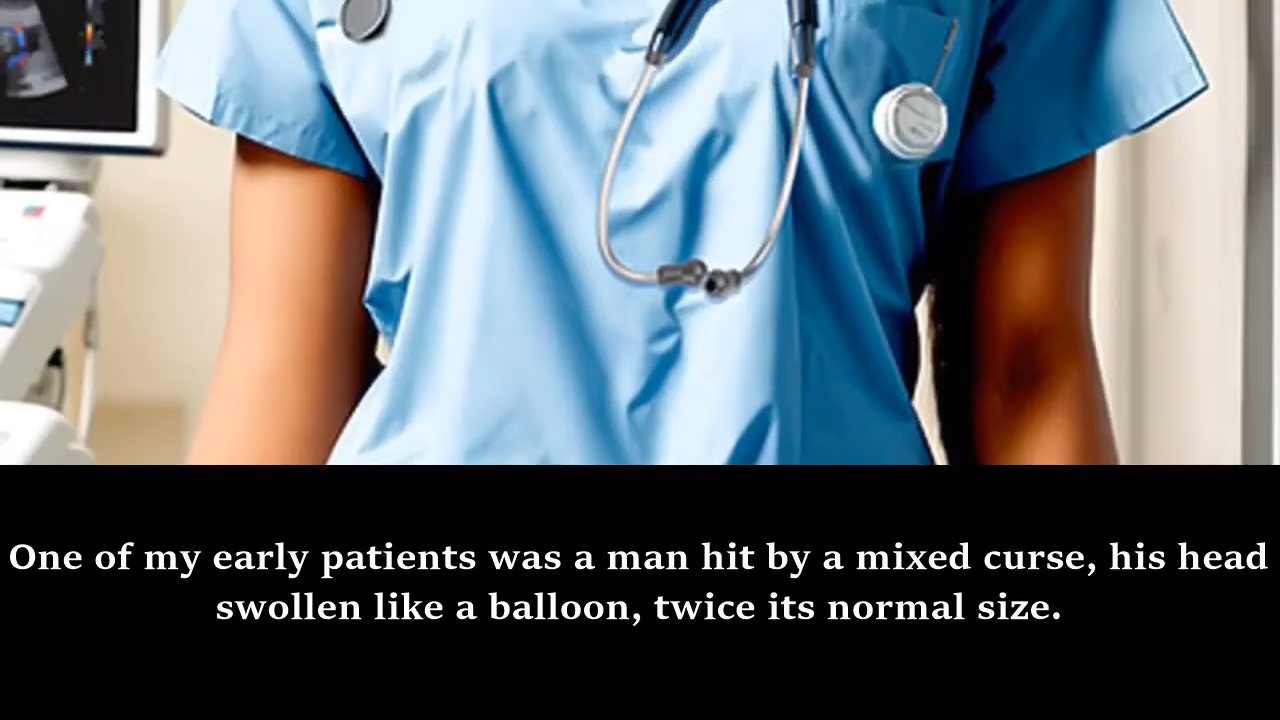 One of my early patients was a man hit by a mixed curse, his head
swollen like a balloon, twice its normal size.